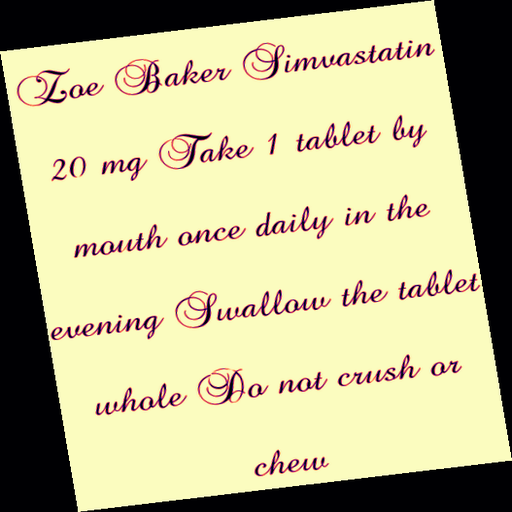 Zoe Baker Simvastatin
20 mg Take 1 tablet by
mouth once daily in the
evening Swallow the tablet
whole Do not crush or
chew